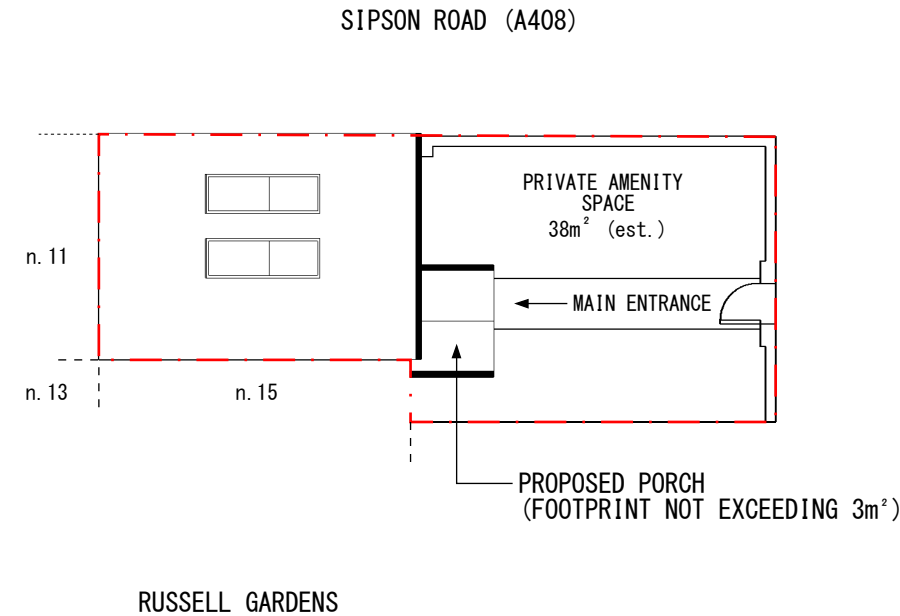 SIPSON ROAD (A408)
PRIVATE AMENITY
SPACE
38m² (est.)
n.11
MAIN ENTRANCE
n.13
n.15
PROPOSED PORCH
(FOOTPRINT NOT EXCEEDING 3m²)
RUSSELL GARDENS